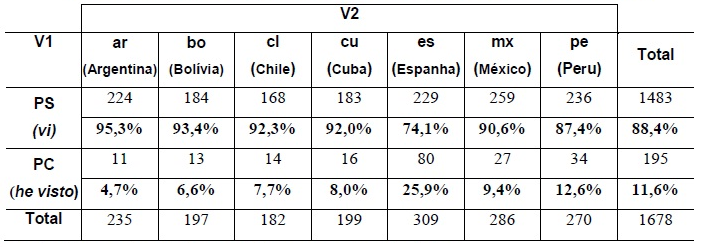 V2
V1 ar (Argentina) bo (Bolívia) cl (Chile) cu (Cuba) es (Espanha) mx (México) pe (Peru) Total
PS 224 184 168 183 229 259 236 1483
(vi) 95,3% 93,4% 92,3% 92,0% 74,1% 90,6% 87,4% 88,4%
PC 11 13 14 16 80 27 34 195
(he visto) 4,7% 6,6% 7,7% 8,0% 25,9% 9,4% 12,6% 11,6%
Total 235 197 182 199 309 286 270 1678